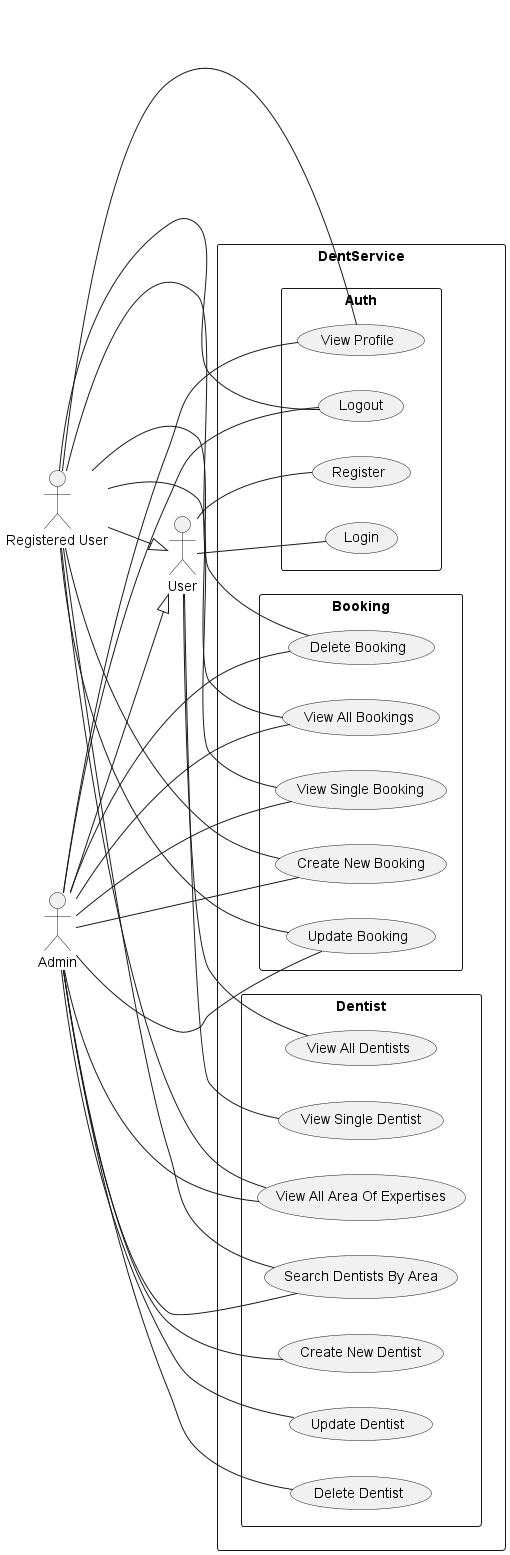 DentService
Auth
View Profile
Logout
Register
Login
Registered User
User
Booking
Delete Booking
View All Bookings
View Single Booking
Create New Booking
Update Booking
Admin
Dentist
View All Dentists
View Single Dentist
View All Area Of Expertises
Search Dentists By Area
Create New Dentist
Update Dentist
Delete Dentist